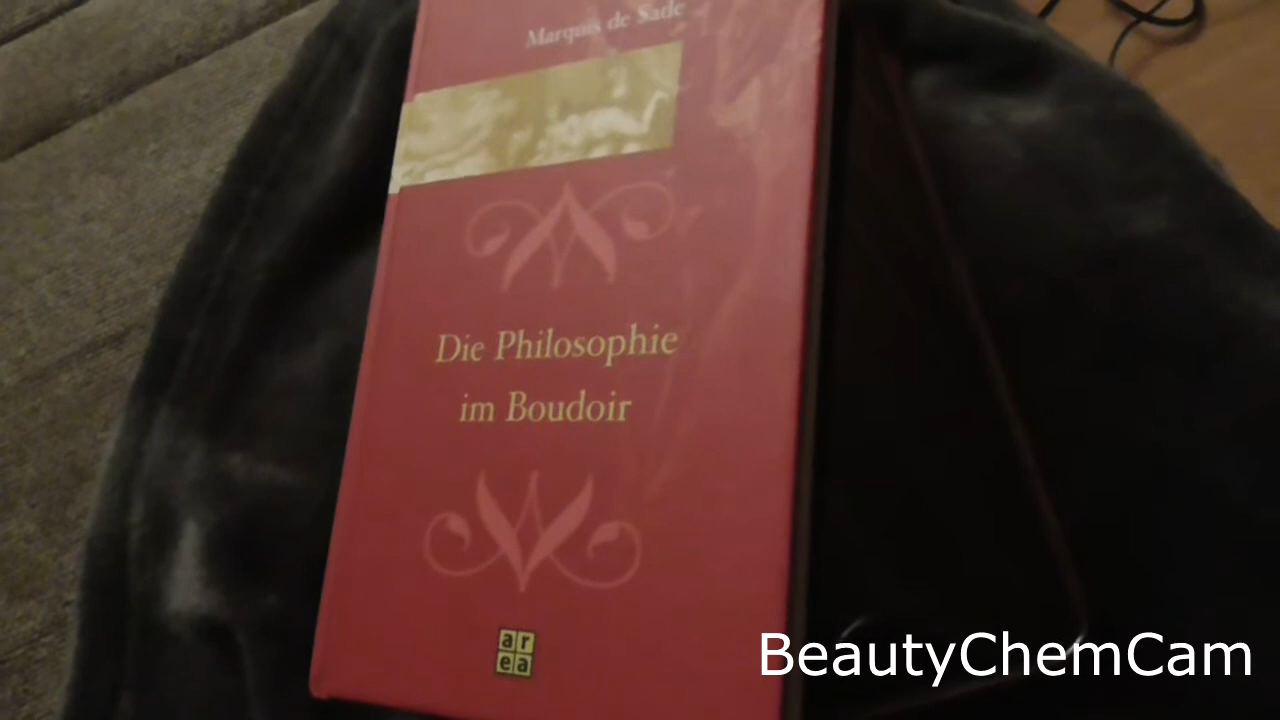 Marquis de Sade
Die Philosophie
im Boudoir
ar
ea
BeautyChemCam